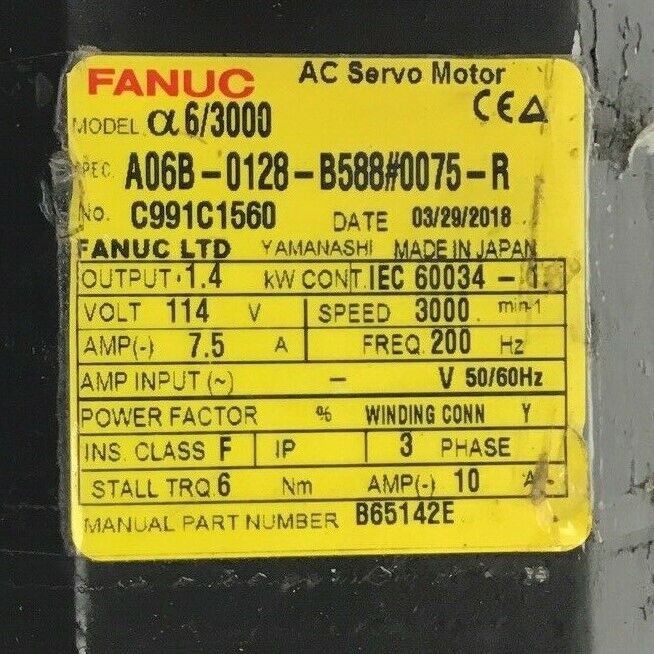 FANUC AC Servo Motor
CE
MODEL α6/3000
SPEC. A06B-0128-B588#0075-R
No. C991C1560 DATE 03/29/2018
FANUC LTD YAMANASHI MADE IN JAPAN
OUTPUT 1.4 kW CONT. IEC 60034-1
VOLT 114 V SPEED 3000 min-1
AMP(-) 7.5 A FREQ. 200 Hz
AMP INPUT (~) - V 50/60Hz
POWER FACTOR % WINDING CONN Y
INS. CLASS F IP 3 PHASE
STALL TRQ 6 Nm AMP(-) 10 A
MANUAL PART NUMBER B65142E